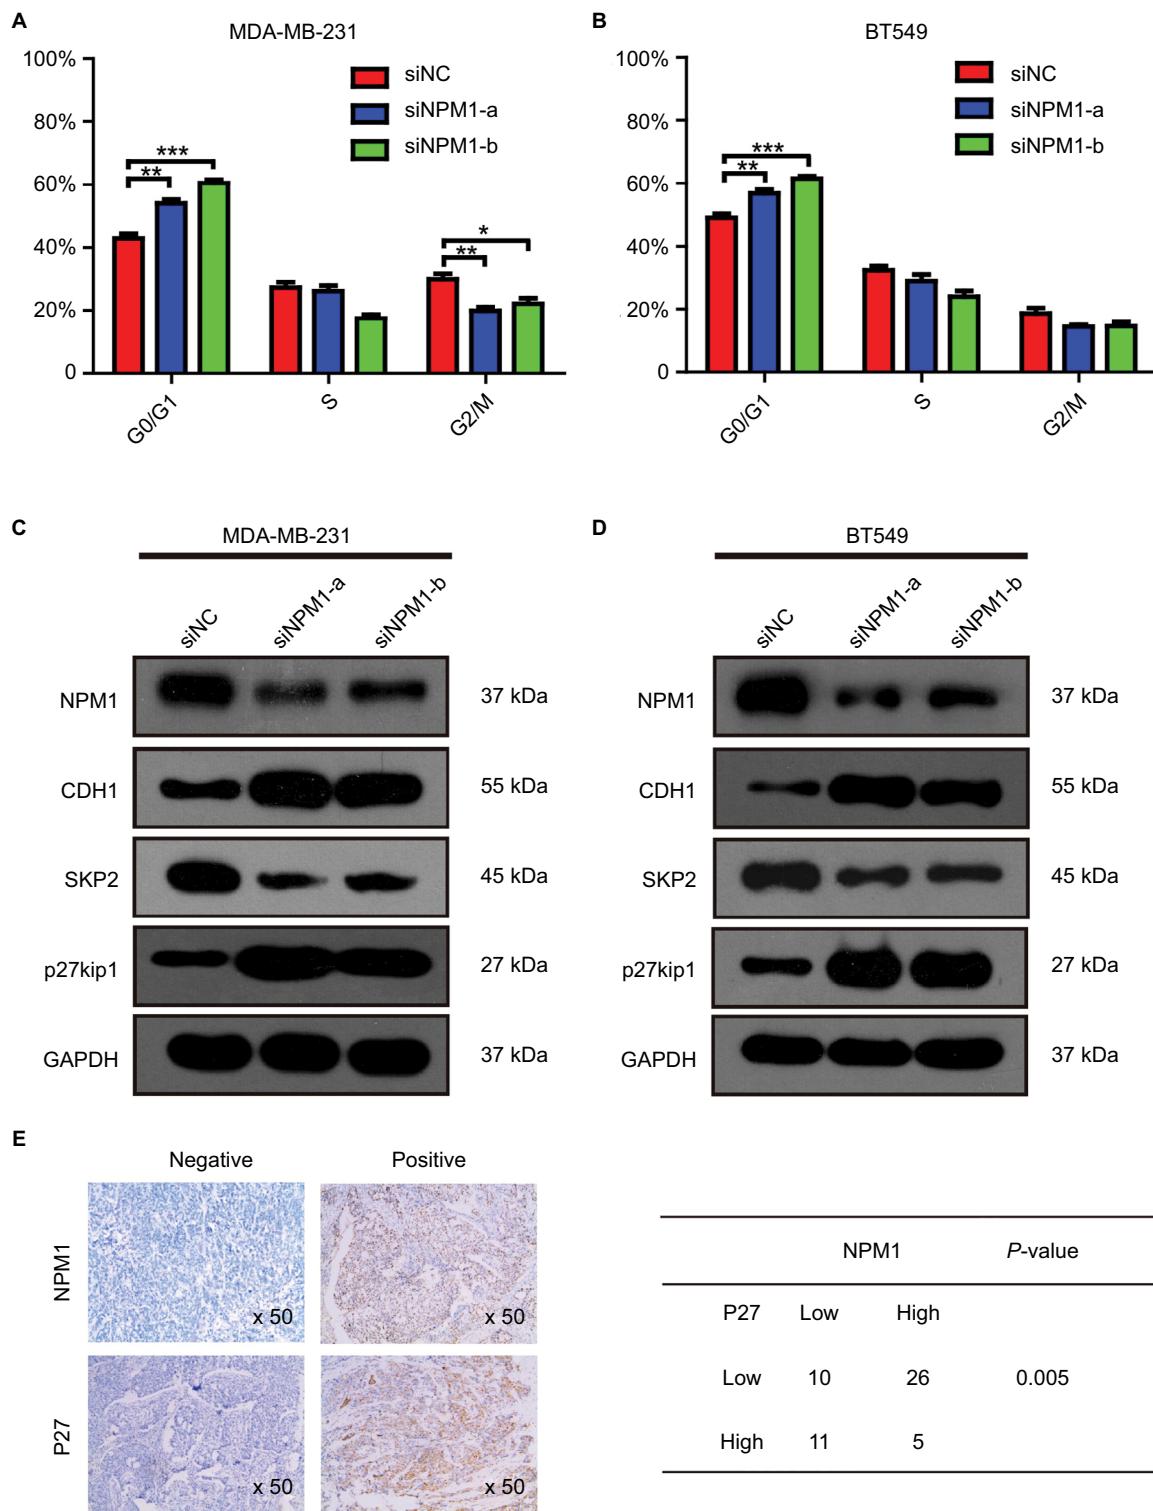 A
MDA-MB-231
100%
80%
60%
40%
20%
0
siNC
siNPM1-a
siNPM1-b
**
***
**
*
G0/G1
S
G2/M
B
BT549
100%
80%
60%
40%
20%
0
siNC
siNPM1-a
siNPM1-b
**
***
G0/G1
S
G2/M
C
MDA-MB-231
siNC
siNPM1-a
siNPM1-b
NPM1 37 kDa
CDH1 55 kDa
SKP2 45 kDa
p27kip1 27 kDa
GAPDH 37 kDa
D
BT549
siNC
siNPM1-a
siNPM1-b
NPM1 37 kDa
CDH1 55 kDa
SKP2 45 kDa
p27kip1 27 kDa
GAPDH 37 kDa
E
Negative Positive
NPM1
x 50
x 50
P27
x 50
x 50
NPM1 P-value
P27 Low High
Low 10 26 0.005
High 11 5